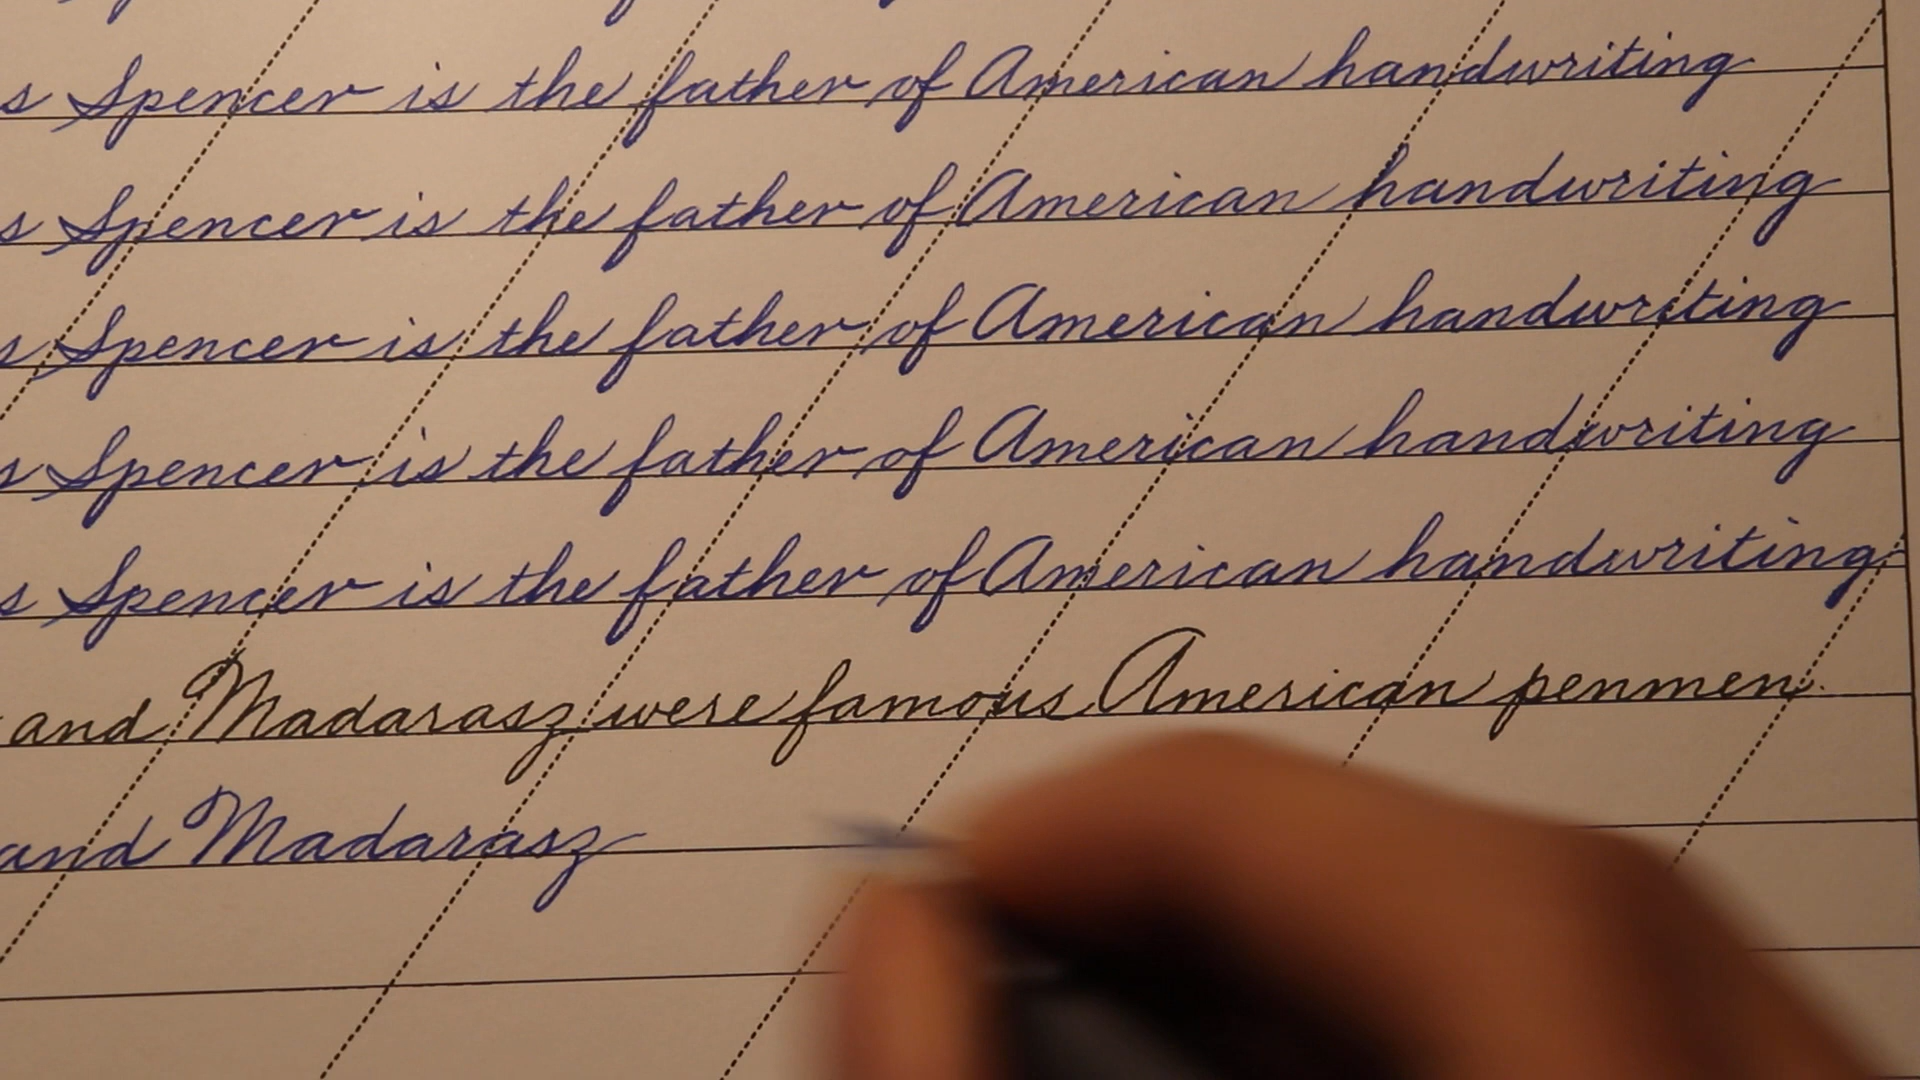 s Spencer is the father of American handwriting
s Spencer is the father of American handwriting
s Spencer is the father of American handwriting
s Spencer is the father of American handwriting
s Spencer is the father of American handwriting.
and Madarasz were famous American penmen.
and Madarasz